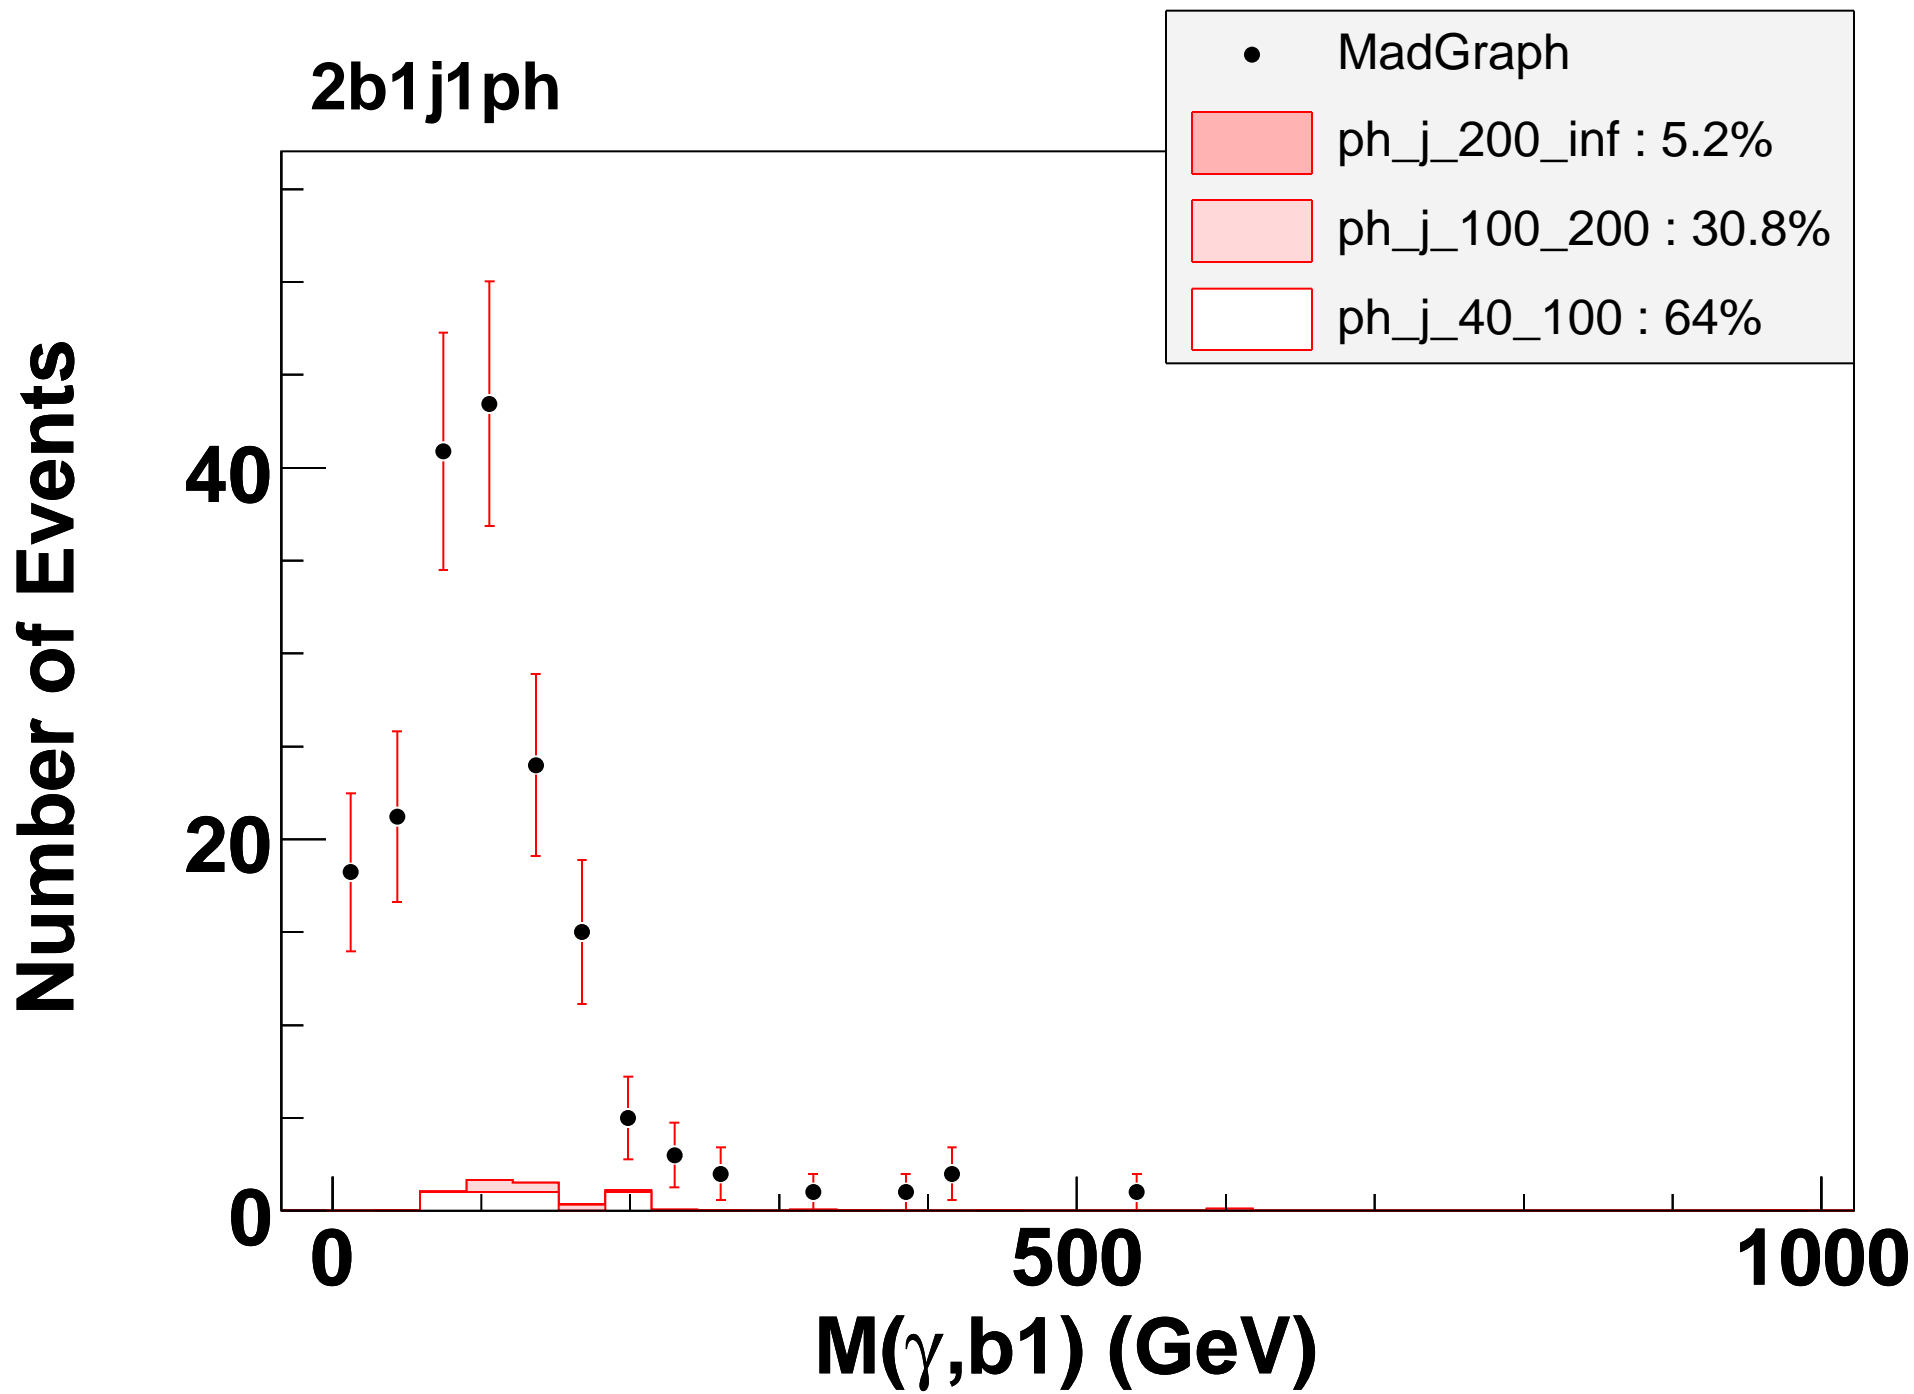 2b1j1ph
MadGraph
ph_j_200_inf : 5.2%
ph_j_100_200 : 30.8%
ph_j_40_100 : 64%
Number of Events
40
20
0
0
500
1000
M(γ,b1) (GeV)